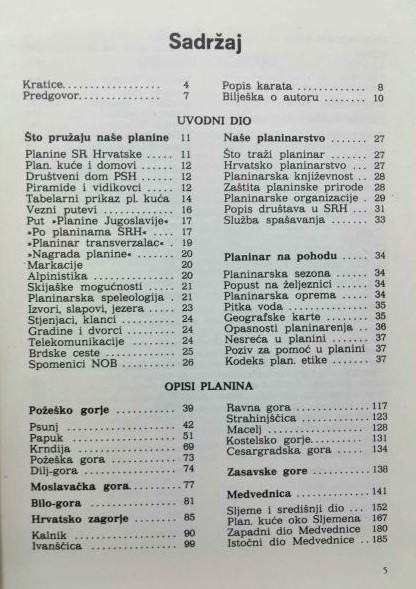 Sadržaj
Kratice................. 4
Predgovor.............. 7
Popis karata ............ 8
Bilješka o autoru ........ 10
UVODNI DIO
Što pružaju naše planine 11
Planine SR Hrvatske ..... 11
Plan. kuće i domovi ..... 12
Društveni dom PSH ..... 12
Piramide i vidikovci ..... 12
Tabelarni prikaz pl. kuća 14
Vezni putevi ............ 16
Put »Planine Jugoslavije« 17
»Po planinama SRH« .... 17
»Planinar transverzalac« . 19
»Nagrada planine« ...... 20
Markacije .............. 20
Alpinistika ............. 20
Skijaške mogućnosti ..... 21
Planinarska speleologija . 21
Izvori, slapovi, jezera .... 23
Stjenjaci, klanci ......... 24
Gradine i dvorci ........ 24
Telekomunikacije ....... 24
Brdske ceste ............ 25
Spomenici NOB ......... 26
Naše planinarstvo ....... 27
Što traži planinar ....... 27
Hrvatsko planinarstvo ... 27
Planinarska književnost .. 28
Zaštita planinske prirode 28
Planinarske organizacije . 29
Popis društava u SRH ... 31
Služba spašavanja ....... 33
Planinar na pohodu ..... 34
Planinarska sezona ...... 34
Popust na željeznici ..... 34
Planinarska oprema ..... 34
Pitka voda .............. 35
Geografske karte ........ 35
Opasnosti planinarenja .. 36
Nesreća u planini ....... 37
Poziv za pomoć u planini 37
Kodeks plan. etike ...... 37
OPISI PLANINA
Požeško gorje ........... 39
Psunj .................. 42
Papuk .................. 51
Krndija ................ 69
Požeška gora ........... 73
Dilj-gora ............... 74
Moslavačka gora......... 77
Bilo-gora ............... 81
Hrvatsko zagorje ........ 85
Kalnik ................. 90
Ivanščica ............... 99
Ravna gora ............. 117
Strahinjščica ............ 123
Macelj ................. 128
Kostelsko gorje.......... 131
Cesargradska gora ...... 134
Zasavske gore .......... 138
Medvednica ............ 141
Sljeme i središnji dio ... 152
Plan. kuće oko Sljemena 167
Zapadni dio Medvednice 180
Istočni dio Medvednice .. 185
5